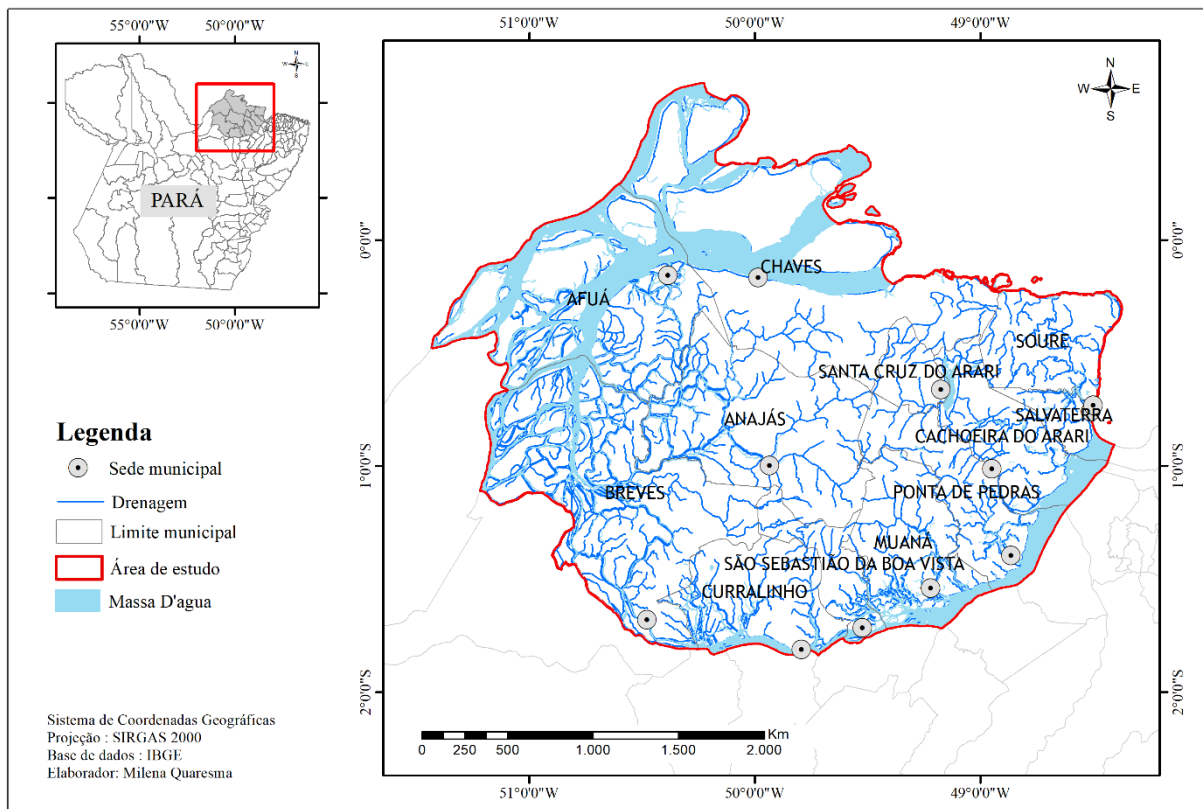 55°0'0"W 50°0'0"W
N
W E
S
PARÁ
55°0'0"W 50°0'0"W
Legenda
Sede municipal
Drenagem
Limite municipal
Área de estudo
Massa D'agua
Sistema de Coordenadas Geográficas
Projeção : SIRGAS 2000
Base de dados : IBGE
Elaborador: Milena Quaresma
51°0'0"W 50°0'0"W 49°0'0"W
N
W E
S
0°0'0" 0°0'0"
CHAVES
AFUÁ
SOURE
SANTA CRUZ DO ARARI
SALVATERRA
ANAJÁS
CACHOEIRA DO ARARI
1°0'0"S 1°0'0"S
BREVES
PONTA DE PEDRAS
MUANÁ
SÃO SEBASTIÃO DA BOA VISTA
CURRALINHO
2°0'0"S 2°0'0"S
Km
0 250 500 1.000 1.500 2.000
51°0'0"W 50°0'0"W 49°0'0"W